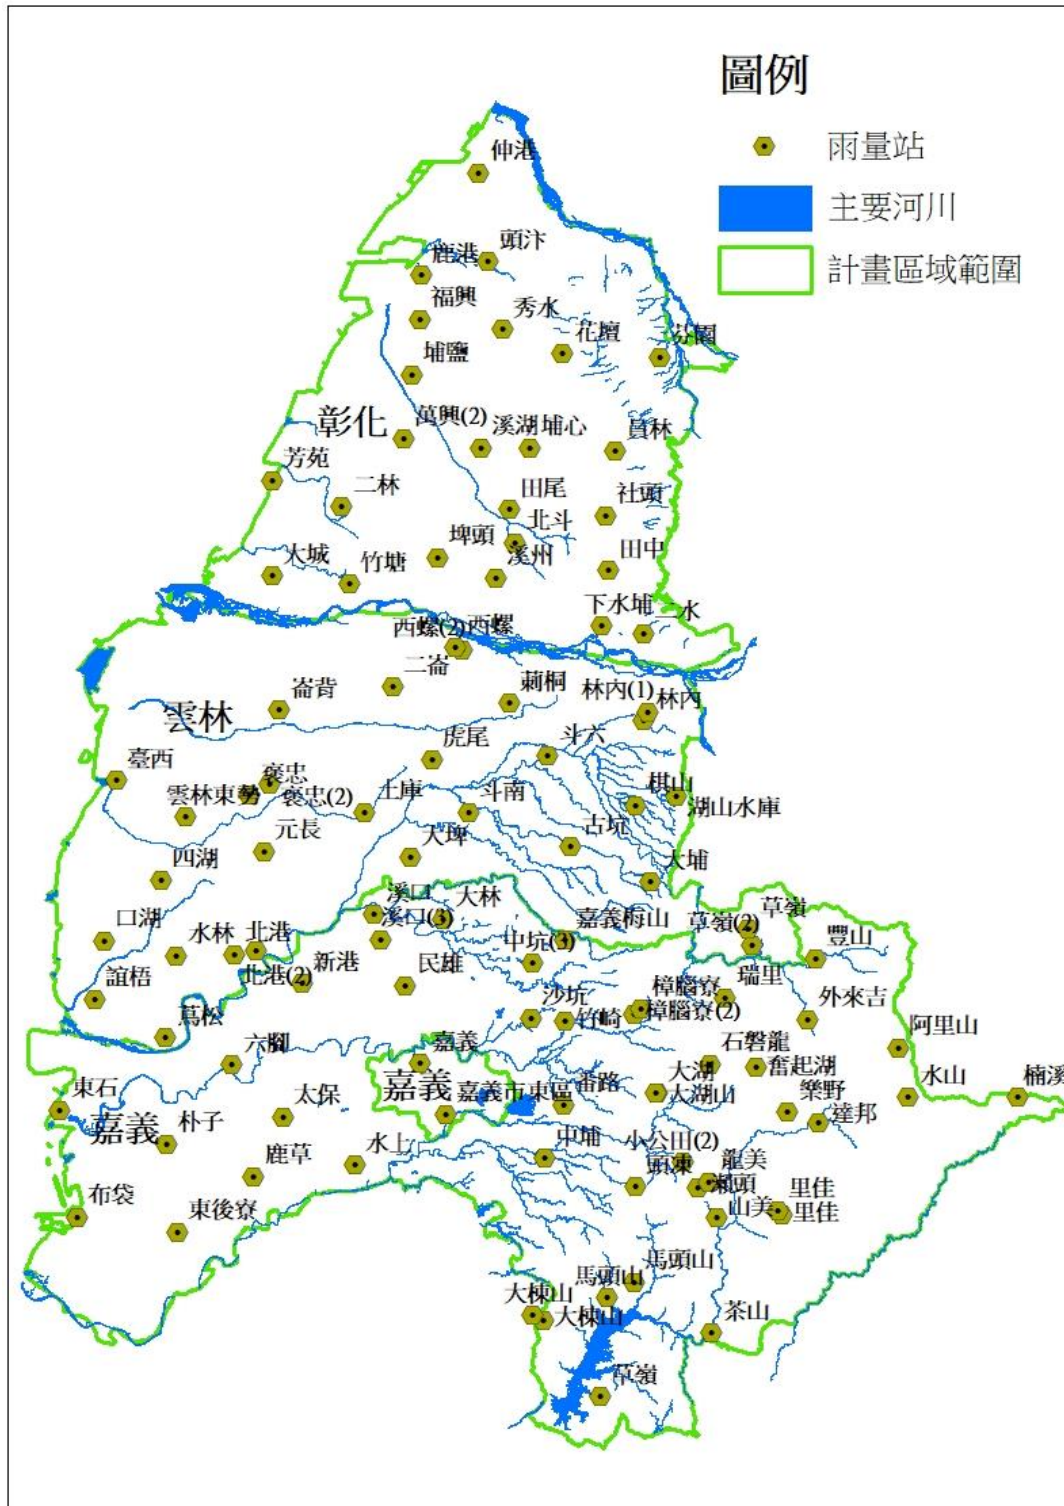 圖例
雨量站
主要河川
計畫區域範圍
伸港
頭汴
鹿港
福興
秀水
花壇
芬園
埔鹽
彰化
萬興(2)
溪湖
埔心
員林
芳苑
二林
田尾
社頭
北斗
埤頭
溪州
田中
大城
竹塘
下水埔
二水
西螺(2)
西螺
二崙
崙背
莿桐
林內(1)
林內
雲林
虎尾
斗六
臺西
褒忠
雲林東勢
褒忠(2)
土庫
斗南
棋山
湖山水庫
元長
大埤
古坑
四湖
大埔
溪口
大林
溪口(3)
嘉義梅山
草嶺
草嶺(2)
口湖
水林
北港
北港(2)
新港
民雄
中坑(3)
豐山
誼梧
瑞里
樟腦寮
樟腦寮(2)
外來吉
蔦松
沙坑
竹崎
六腳
嘉義
石磐龍
奮起湖
阿里山
東石
太保
嘉義
嘉義市東區
番路
大湖
大湖山
樂野
水山
楠溪
嘉義
朴子
達邦
鹿草
水上
中埔
小公田(2)
頭凍
龍美
瀨頭
里佳
里佳
布袋
東後寮
山美
馬頭山
馬頭山
大棟山
大棟山
茶山
草嶺